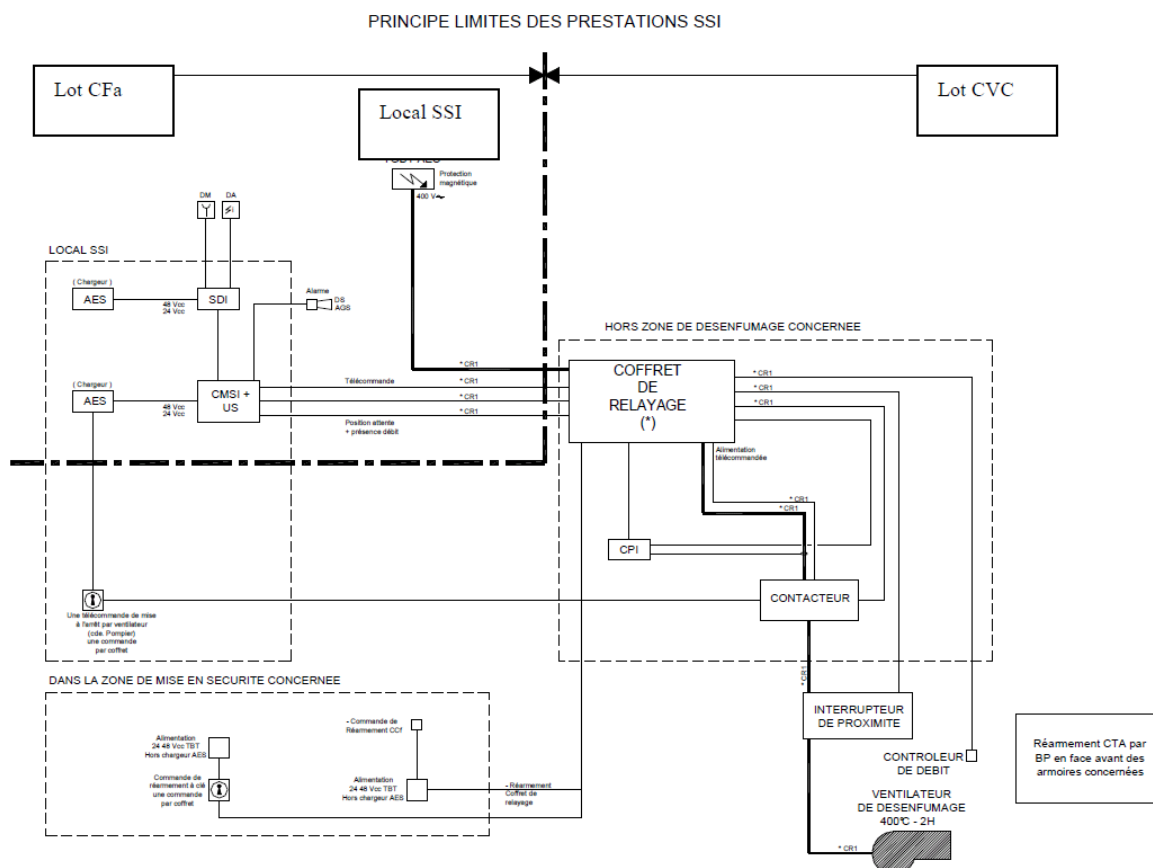 PRINCIPE LIMITES DES PRESTATIONS SSI
Lot CFa
Local SSI
Lot CVC
Protection
magnétique
400 V~
DM
DA
LOCAL SSI
( Chargeur )
AES
48 Vcc
24 Vcc
SDI
Alarme
DS
AGS
HORS ZONE DE DESENFUMAGE CONCERNEE
( Chargeur )
AES
48 Vcc
24 Vcc
CMSI +
US
Télécommande
* CR1
* CR1
* CR1
* CR1
Position attente
+ présence débit
COFFRET
DE
RELAYAGE
(*)
* CR1
* CR1
* CR1
Alimentation
télécommandée
* CR1
* CR1
CPI
CONTACTEUR
Une télécommande de mise
à l'arrêt par ventilateur
(cde. Pompier)
une commande
par coffret
* CR1
DANS LA ZONE DE MISE EN SECURITE CONCERNEE
INTERRUPTEUR
DE PROXIMITE
- Commande de
Réarmement CCf
Alimentation
24 48 Vcc TBT
Hors chargeur AES
Commande de
réarmement à clé
une commande
par coffret
Alimentation
24 48 Vcc TBT
Hors chargeur AES
- Réarmement
Coffret de
relayage
CONTROLEUR
DE DEBIT
Réarmement CTA par
BP en face avant des
armoires concernées
VENTILATEUR
DE DESENFUMAGE
400°C - 2H
* CR1